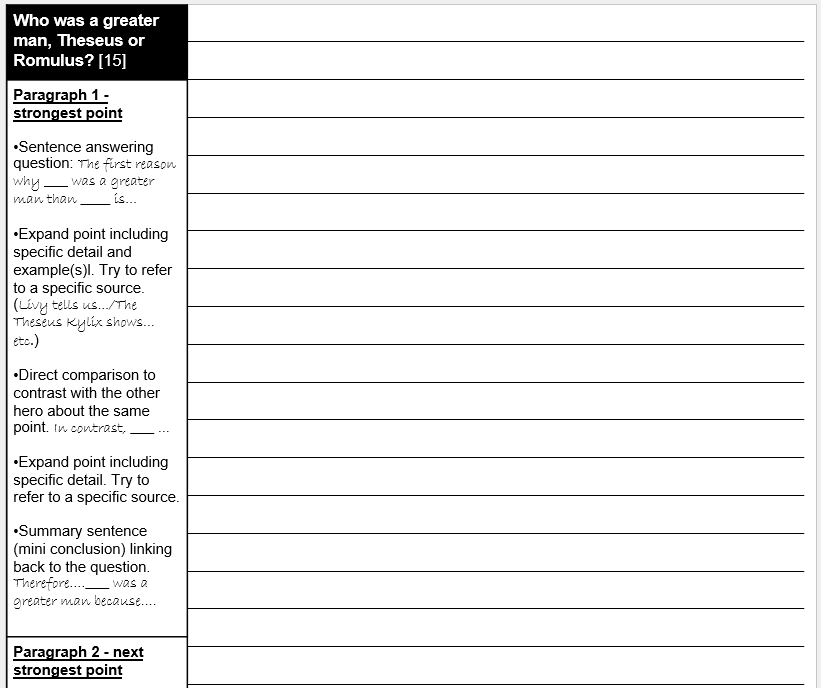 Who was a greater
man, Theseus or
Romulus? [15]
Paragraph 1 -
strongest point
•Sentence answering
question: The first reason
why ___ was a greater
man than ____ is...
•Expand point including
specific detail and
example(s)l. Try to refer
to a specific source.
(Livy tells us.../The
Theseus Kylix shows...
etc.)
•Direct comparison to
contrast with the other
hero about the same
point. In contrast, ___ ...
•Expand point including
specific detail. Try to
refer to a specific source.
•Summary sentence
(mini conclusion) linking
back to the question.
Therefore....___ was a
greater man because....
Paragraph 2 - next
strongest point